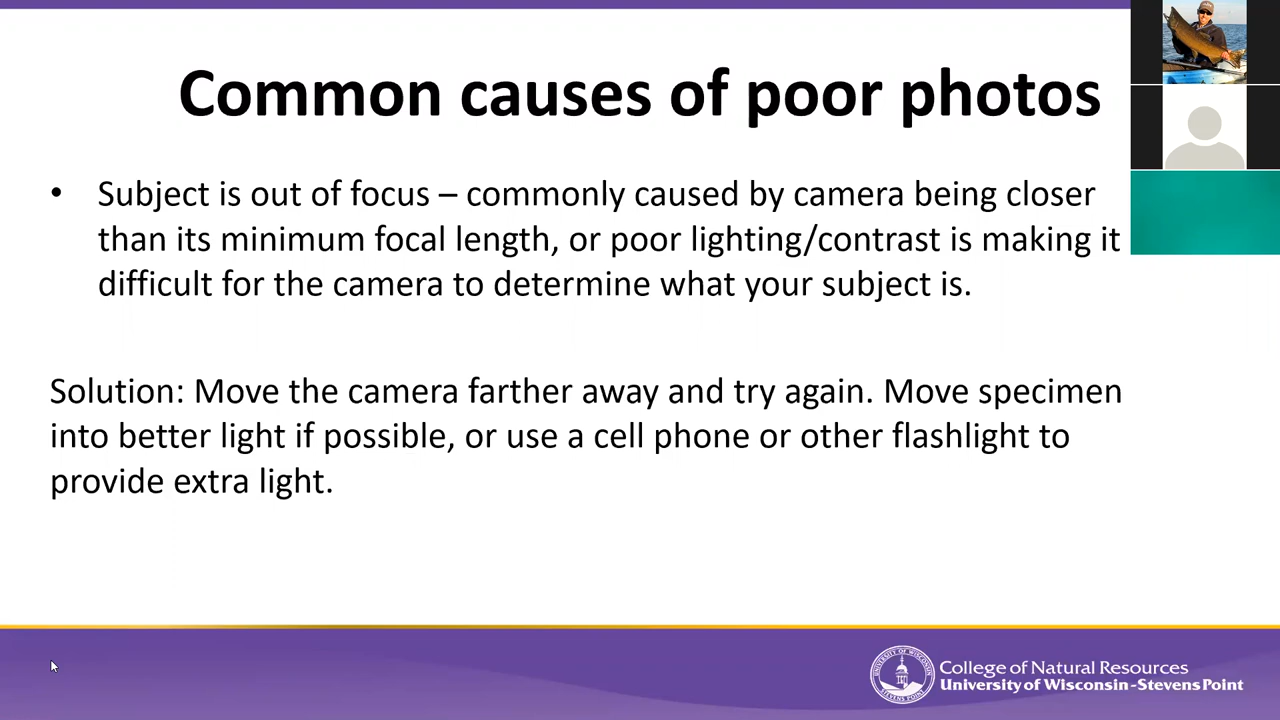 Common causes of poor photos
• Subject is out of focus – commonly caused by camera being closer
than its minimum focal length, or poor lighting/contrast is making it
difficult for the camera to determine what your subject is.
Solution: Move the camera farther away and try again. Move specimen
into better light if possible, or use a cell phone or other flashlight to
provide extra light.
College of Natural Resources
University of Wisconsin-Stevens Point